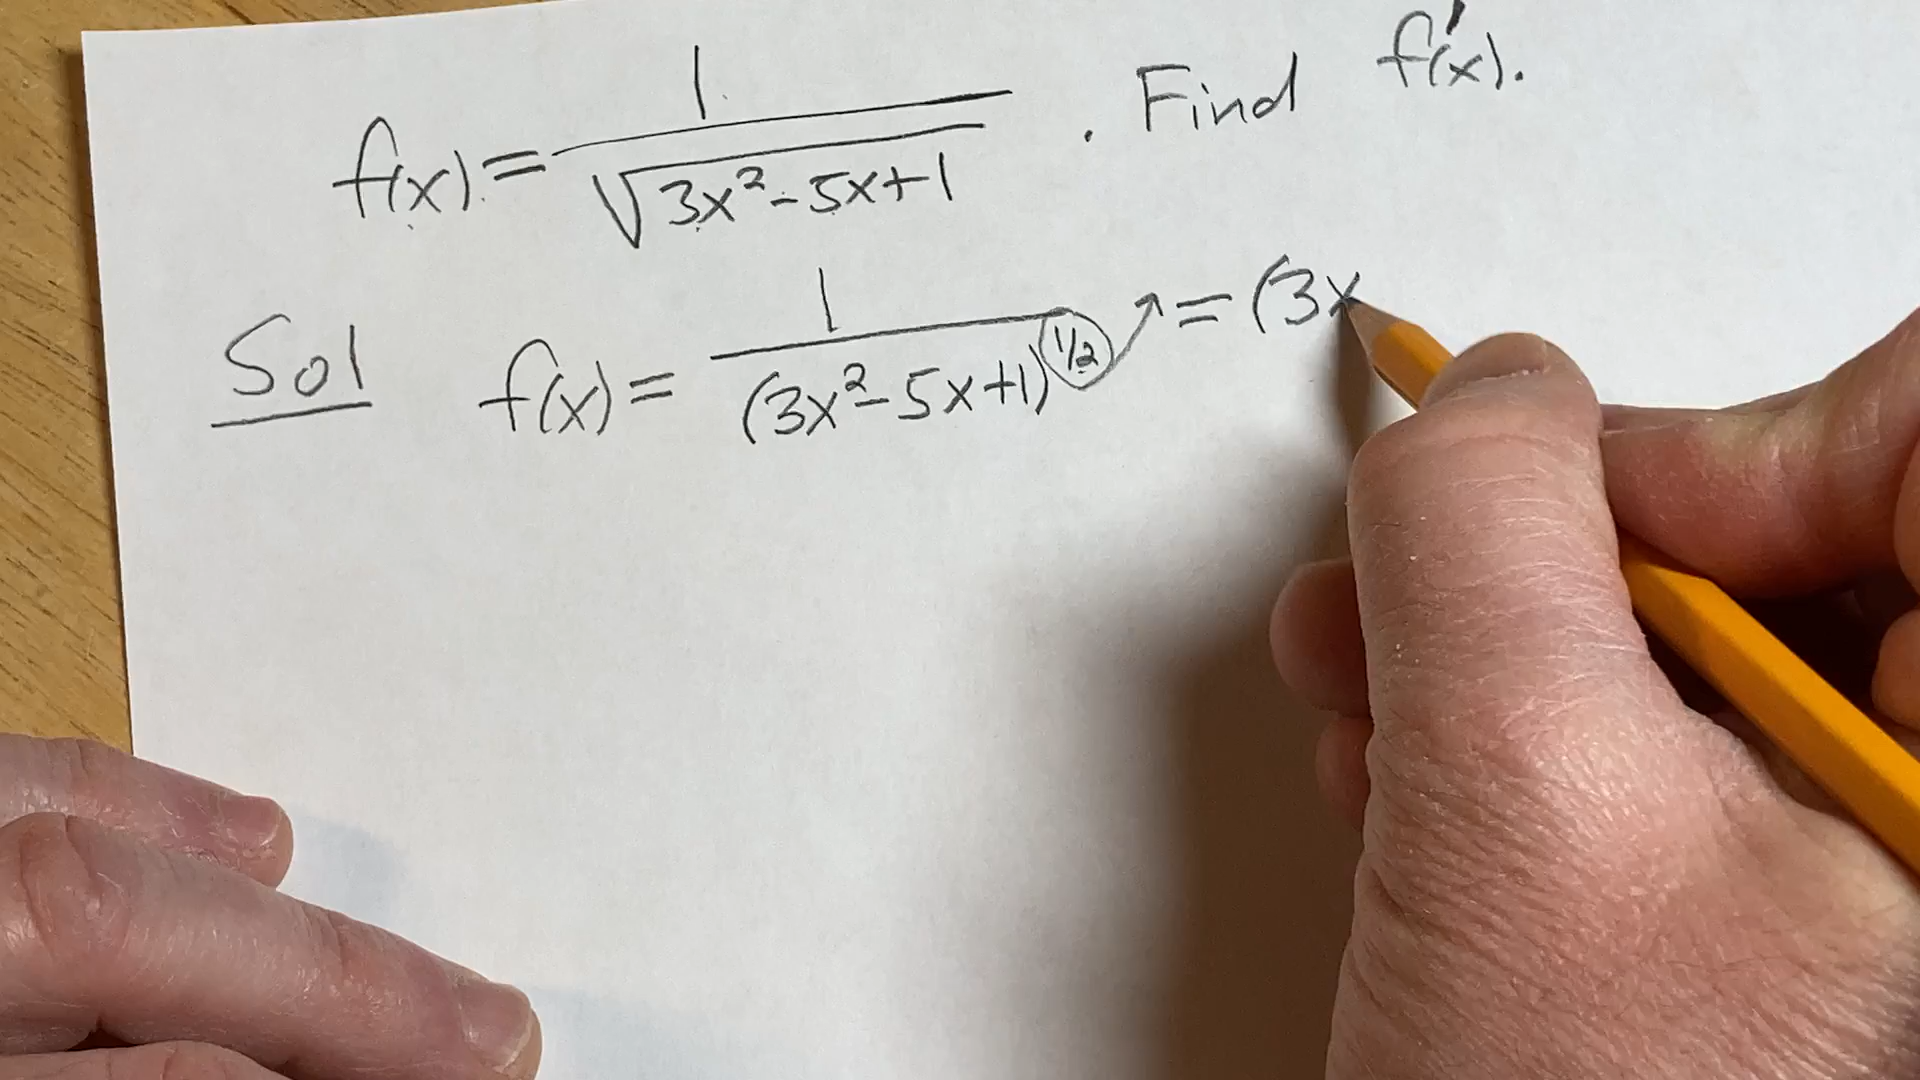 f(x) = 1/√(3x² - 5x + 1) . Find f'(x).
Sol f(x) = 1/(3x² - 5x + 1)^(1/2) = (3x